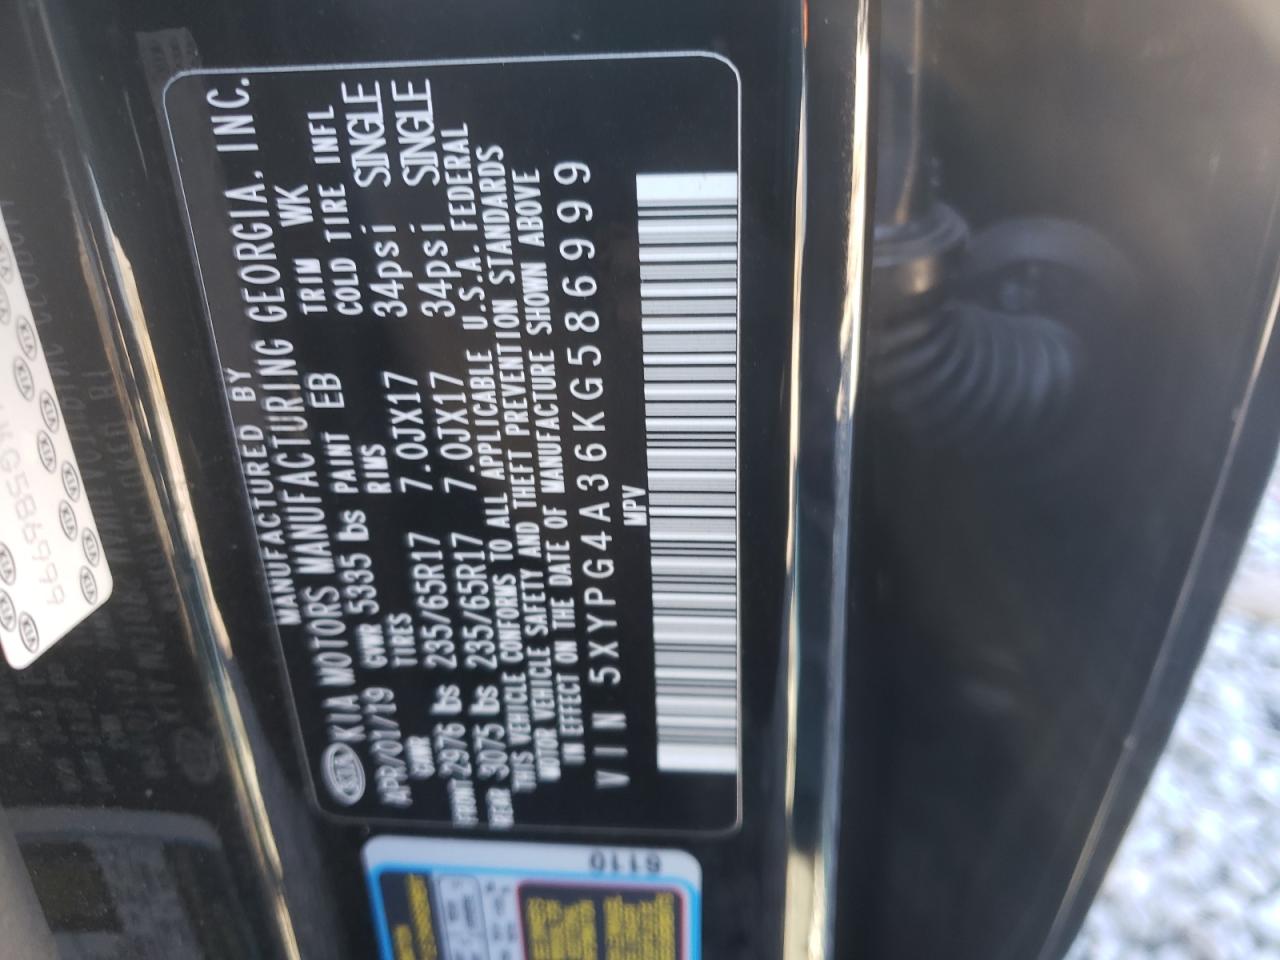 MANUFACTURED BY
KIA KIA MOTORS MANUFACTURING GEORGIA, INC.
APR/01/19 GVWR 5335 lbs PAINT EB TRIM WK
GAWR TIRES RIMS COLD TIRE INFL
FRONT 2976 lbs 235/65R17 7.0JX17 34psi SINGLE
REAR 3075 lbs 235/65R17 7.0JX17 34psi SINGLE
THIS VEHICLE CONFORMS TO ALL APPLICABLE U.S.A. FEDERAL
MOTOR VEHICLE SAFETY AND THEFT PREVENTION STANDARDS
IN EFFECT ON THE DATE OF MANUFACTURE SHOWN ABOVE
VIN 5XYPG4A36KG586999
MPV
6110
KG586999